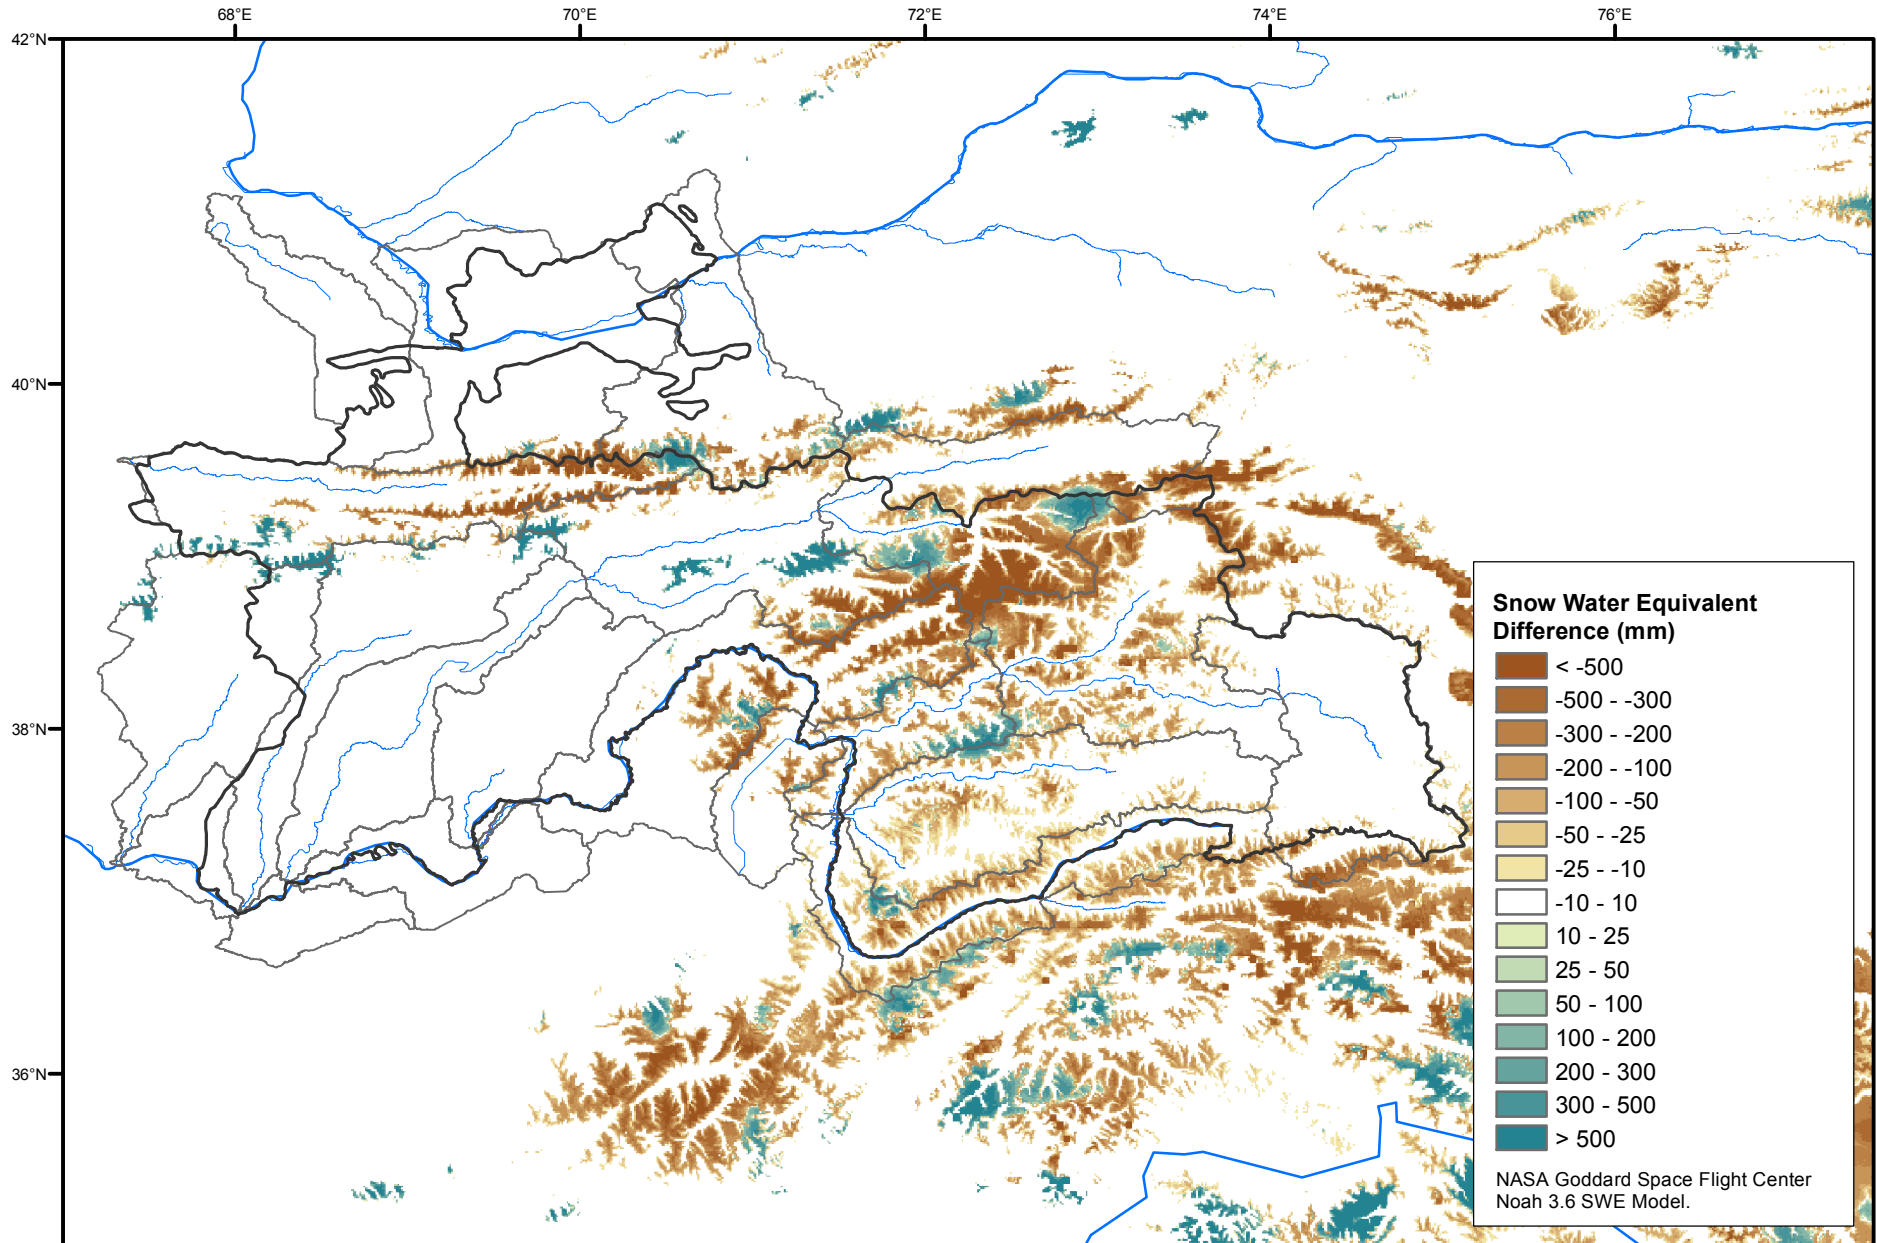 68°E 70°E 72°E 74°E 76°E
42°N
40°N
38°N
36°N
Snow Water Equivalent
Difference (mm)
< -500
-500 - -300
-300 - -200
-200 - -100
-100 - -50
-50 - -25
-25 - -10
-10 - 10
10 - 25
25 - 50
50 - 100
100 - 200
200 - 300
300 - 500
> 500
NASA Goddard Space Flight Center
Noah 3.6 SWE Model.